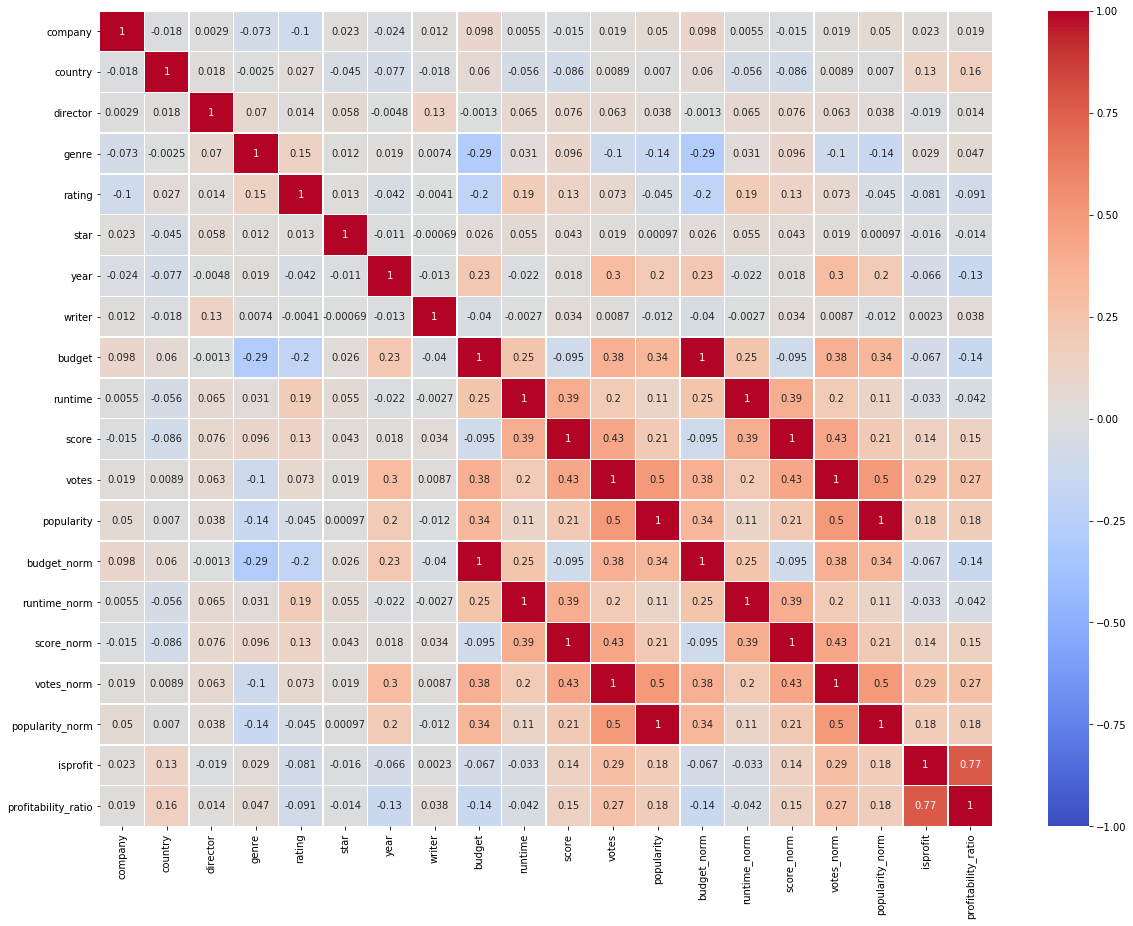 company 1 -0.018 0.0029 -0.073 -0.1 0.023 -0.024 0.012 0.098 0.0055 -0.015 0.019 0.05 0.098 0.0055 -0.015 0.019 0.05 0.023 0.019
country -0.018 1 0.018 -0.0025 0.027 -0.045 -0.077 -0.018 0.06 -0.056 -0.086 0.0089 0.007 0.06 -0.056 -0.086 0.0089 0.007 0.13 0.16
director 0.0029 0.018 1 0.07 0.014 0.058 -0.0048 0.13 -0.0013 0.065 0.076 0.063 0.038 -0.0013 0.065 0.076 0.063 0.038 -0.019 0.014
genre -0.073 -0.0025 0.07 1 0.15 0.012 0.019 0.0074 -0.29 0.031 0.096 -0.1 -0.14 -0.29 0.031 0.096 -0.1 -0.14 0.029 0.047
rating -0.1 0.027 0.014 0.15 1 0.013 -0.042 -0.0041 -0.2 0.19 0.13 0.073 -0.045 -0.2 0.19 0.13 0.073 -0.045 -0.081 -0.091
star 0.023 -0.045 0.058 0.012 0.013 1 -0.011 -0.00069 0.026 0.055 0.043 0.019 0.00097 0.026 0.055 0.043 0.019 0.00097 -0.016 -0.014
year -0.024 -0.077 -0.0048 0.019 -0.042 -0.011 1 -0.013 0.23 -0.022 0.018 0.3 0.2 0.23 -0.022 0.018 0.3 0.2 -0.066 -0.13
writer 0.012 -0.018 0.13 0.0074 -0.0041 -0.00069 -0.013 1 -0.04 -0.0027 0.034 0.0087 -0.012 -0.04 -0.0027 0.034 0.0087 -0.012 0.0023 0.038
budget 0.098 0.06 -0.0013 -0.29 -0.2 0.026 0.23 -0.04 1 0.25 -0.095 0.38 0.34 1 0.25 -0.095 0.38 0.34 -0.067 -0.14
runtime 0.0055 -0.056 0.065 0.031 0.19 0.055 -0.022 -0.0027 0.25 1 0.39 0.2 0.11 0.25 1 0.39 0.2 0.11 -0.033 -0.042
score -0.015 -0.086 0.076 0.096 0.13 0.043 0.018 0.034 -0.095 0.39 1 0.43 0.21 -0.095 0.39 1 0.43 0.21 0.14 0.15
votes 0.019 0.0089 0.063 -0.1 0.073 0.019 0.3 0.0087 0.38 0.2 0.43 1 0.5 0.38 0.2 0.43 1 0.5 0.29 0.27
popularity 0.05 0.007 0.038 -0.14 -0.045 0.00097 0.2 -0.012 0.34 0.11 0.21 0.5 1 0.34 0.11 0.21 0.5 1 0.18 0.18
budget_norm 0.098 0.06 -0.0013 -0.29 -0.2 0.026 0.23 -0.04 1 0.25 -0.095 0.38 0.34 1 0.25 -0.095 0.38 0.34 -0.067 -0.14
runtime_norm 0.0055 -0.056 0.065 0.031 0.19 0.055 -0.022 -0.0027 0.25 1 0.39 0.2 0.11 0.25 1 0.39 0.2 0.11 -0.033 -0.042
score_norm -0.015 -0.086 0.076 0.096 0.13 0.043 0.018 0.034 -0.095 0.39 1 0.43 0.21 -0.095 0.39 1 0.43 0.21 0.14 0.15
votes_norm 0.019 0.0089 0.063 -0.1 0.073 0.019 0.3 0.0087 0.38 0.2 0.43 1 0.5 0.38 0.2 0.43 1 0.5 0.29 0.27
popularity_norm 0.05 0.007 0.038 -0.14 -0.045 0.00097 0.2 -0.012 0.34 0.11 0.21 0.5 1 0.34 0.11 0.21 0.5 1 0.18 0.18
isprofit 0.023 0.13 -0.019 0.029 -0.081 -0.016 -0.066 0.0023 -0.067 -0.033 0.14 0.29 0.18 -0.067 -0.033 0.14 0.29 0.18 1 0.77
profitability_ratio 0.019 0.16 0.014 0.047 -0.091 -0.014 -0.13 0.038 -0.14 -0.042 0.15 0.27 0.18 -0.14 -0.042 0.15 0.27 0.18 0.77 1
company
country
director
genre
rating
star
year
writer
budget
runtime
score
votes
popularity
budget_norm
runtime_norm
score_norm
votes_norm
popularity_norm
isprofit
profitability_ratio
1.00
0.75
0.50
0.25
0.00
−0.25
−0.50
−0.75
−1.00